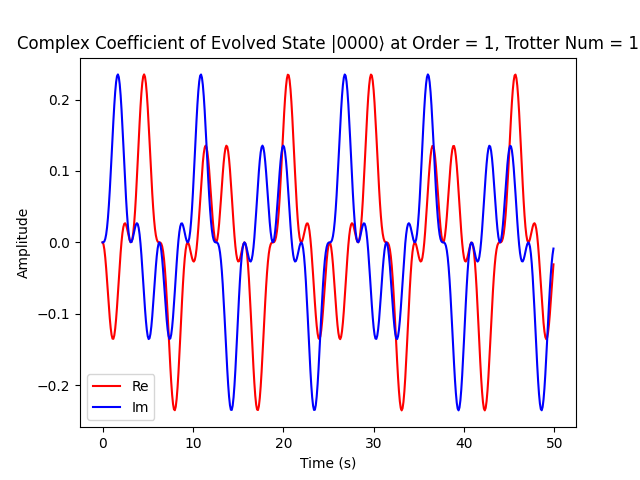 Complex Coefficient of Evolved State |0000⟩ at Order = 1, Trotter Num = 1
0.2
0.1
0.0
−0.1
−0.2
Amplitude
Re
Im
0 10 20 30 40 50
Time (s)